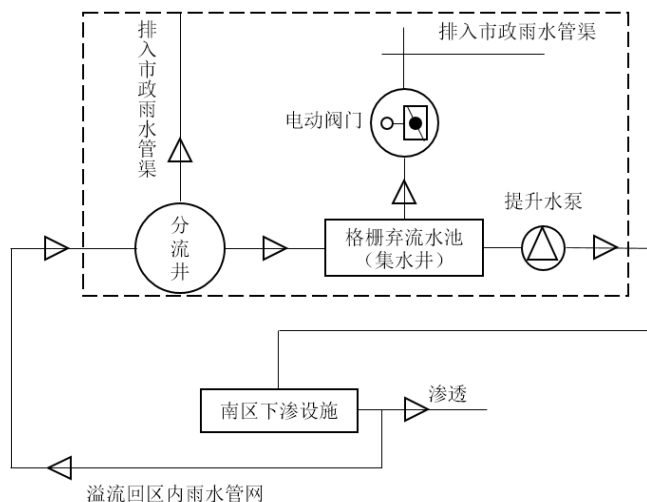 排入市政雨水管渠
排入市政雨水管渠
电动阀门
提升水泵
分流井
格栅弃流水池
（集水井）
南区下渗设施
渗透
溢流回区内雨水管网